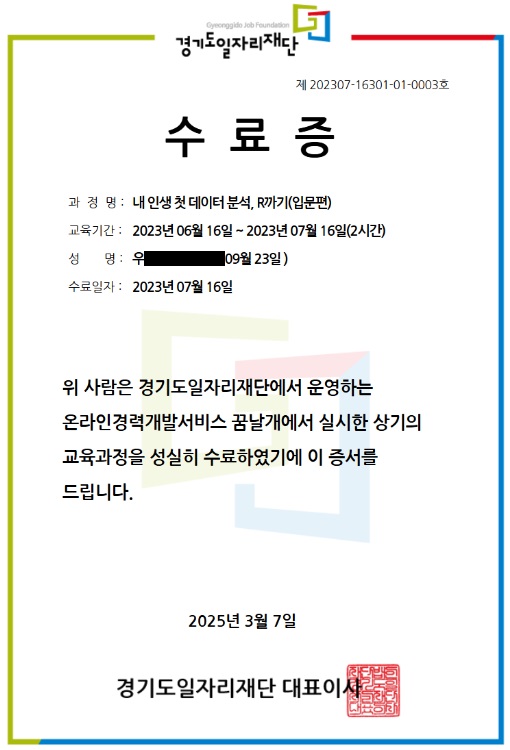 Gyeonggido Job Foundation
경기도일자리재단
제 202307-16301-01-0003호
수 료 증
과 정 명 : 내 인생 첫 데이터 분석, R까기(입문편)
교육기간 : 2023년 06월 16일 ~ 2023년 07월 16일(2시간)
성 명 : 우 09월 23일 )
수료일자 : 2023년 07월 16일
위 사람은 경기도일자리재단에서 운영하는
온라인경력개발서비스 꿈날개에서 실시한 상기의
교육과정을 성실히 수료하였기에 이 증서를
드립니다.
2025년 3월 7일
경기도일자리재단 대표이사